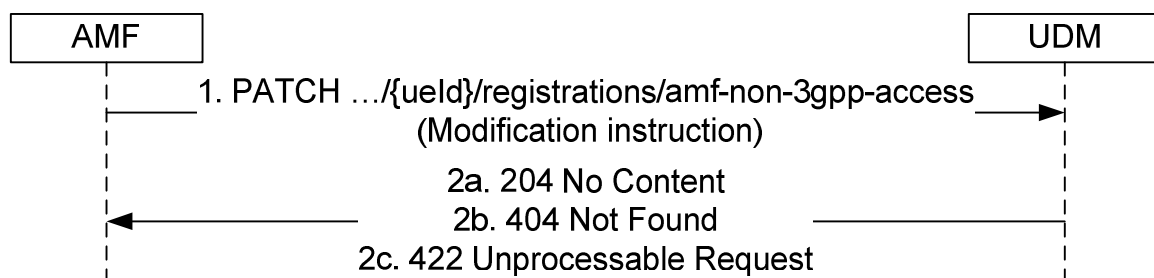 AMF
UDM
1. PATCH …/{ueId}/registrations/amf-non-3gpp-access
(Modification instruction)
2a. 204 No Content
2b. 404 Not Found
2c. 422 Unprocessable Request